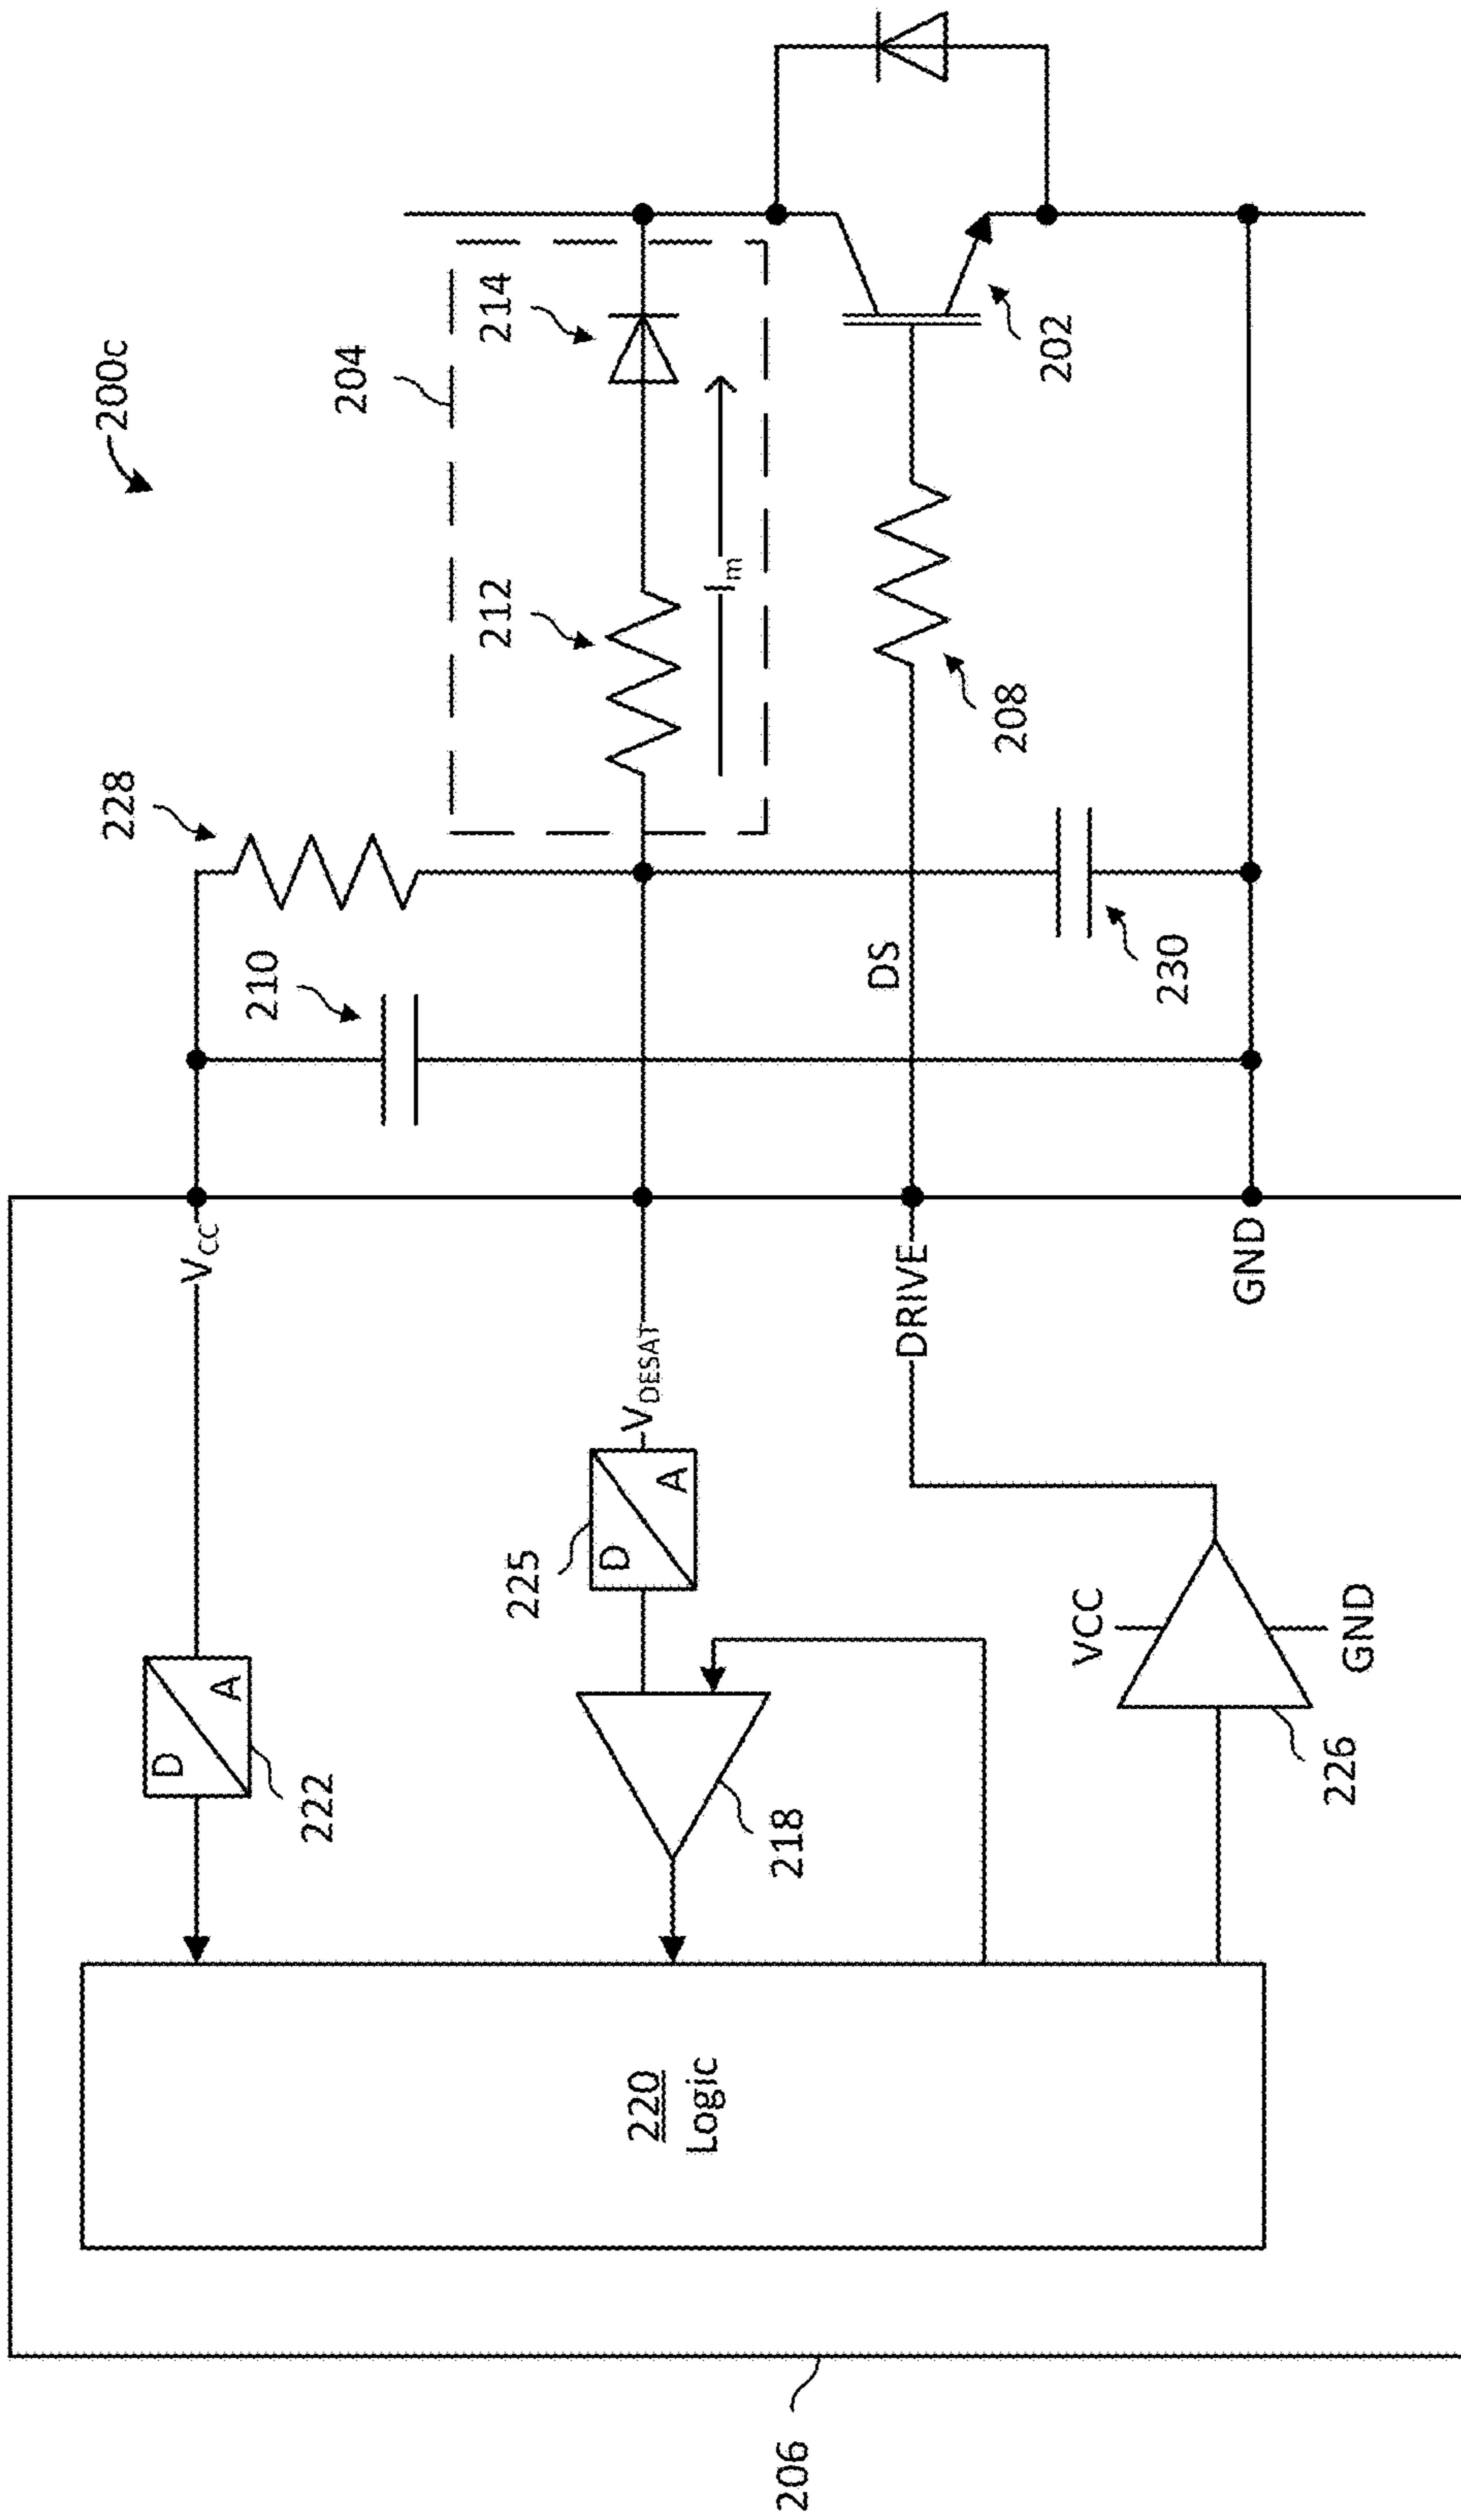 200c
206
220
Logic
222
D
A
VCC
210
228
204
212
214
Im
225
D
A
VDESAT
218
DRIVE
DS
208
202
226
VCC
GND
GND
230